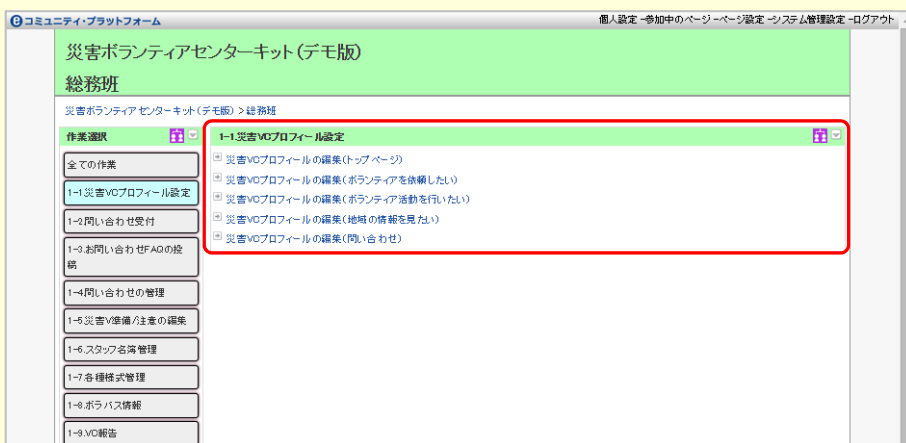 eコミュニティ・プラットフォーム
個人設定 -参加中のページ -ページ設定 -システム管理設定 -ログアウト
災害ボランティアセンターキット(デモ版)
総務班
災害ボランティアセンターキット(デモ版) > 総務班
作業選択
全ての作業
1-1災害VCプロフィール設定
1-2問い合わせ受付
1-3.お問い合わせFAQの投
稿
1-4問い合わせの管理
1-5災害V準備/注意の編集
1-6.スタッフ名簿管理
1-7.各種様式管理
1-8.ボラバス情報
1-9.VC報告
1-1.災害VCプロフィール設定
災害VCプロフィールの編集(トップページ)
災害VCプロフィールの編集(ボランティアを依頼したい)
災害VCプロフィールの編集(ボランティア活動を行いたい)
災害VCプロフィールの編集(地域の情報を見たい)
災害VCプロフィールの編集(問い合わせ)